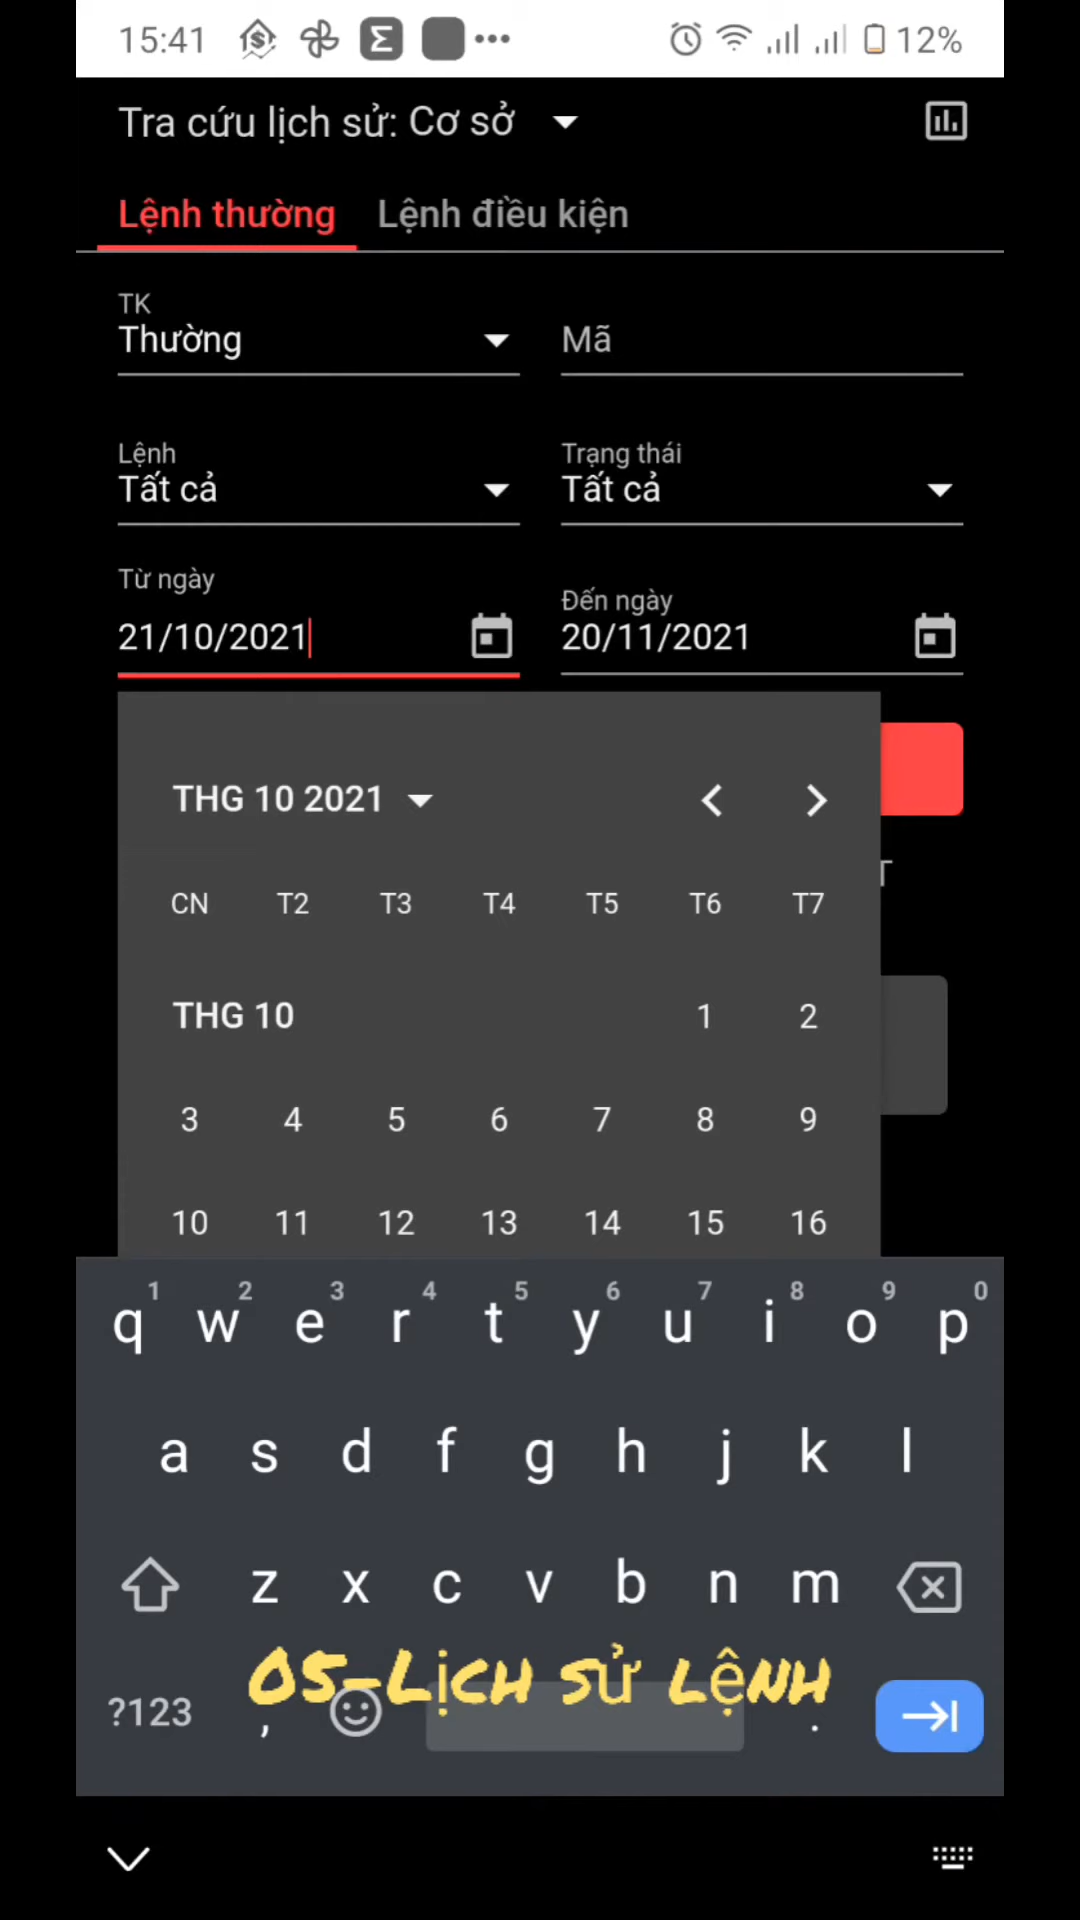 15:41 Σ 12%
Tra cứu lịch sử: Cơ sở
Lệnh thường Lệnh điều kiện
TK
Thường Mã
Lệnh Trạng thái
Tất cả Tất cả
Từ ngày Đến ngày
21/10/2021 20/11/2021
THG 10 2021
T
CN T2 T3 T4 T5 T6 T7
THG 10 1 2
3 4 5 6 7 8 9
10 11 12 13 14 15 16
1 2 3 4 5 6 7 8 9 0
q w e r t y u i o p
a s d f g h j k l
z x c v b n m
05-Lịch sử lệnh
?123 , .